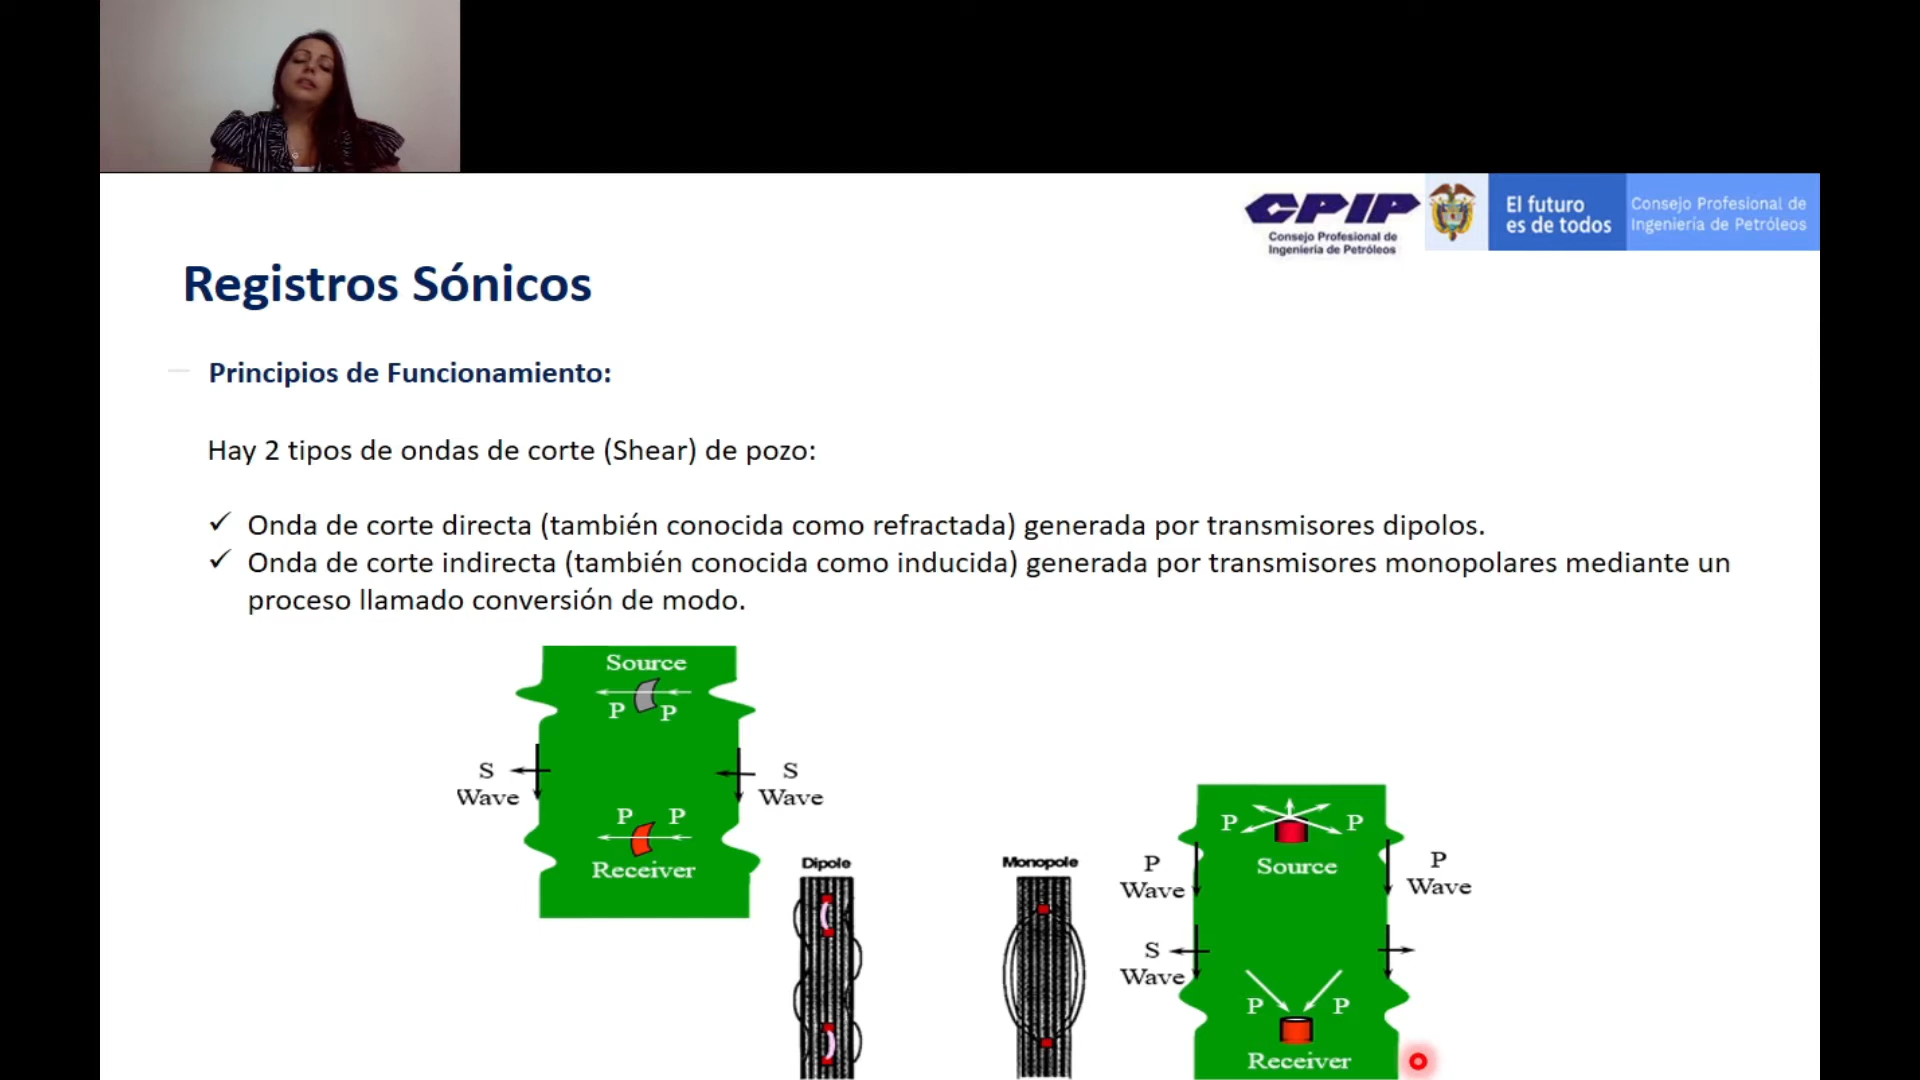 CPIP
Consejo Profesional de
Ingeniería de Petróleos
El futuro
es de todos
Consejo Profesional de
Ingeniería de Petróleos
Registros Sónicos
Principios de Funcionamiento:
Hay 2 tipos de ondas de corte (Shear) de pozo:
✓ Onda de corte directa (también conocida como refractada) generada por transmisores dipolos.
✓ Onda de corte indirecta (también conocida como inducida) generada por transmisores monopolares mediante un
proceso llamado conversión de modo.
Source
P P
S
Wave
S
Wave
P P
Receiver
Dipole
Monopole
P P
Source
P
Wave
P
Wave
S
Wave
P P
Receiver